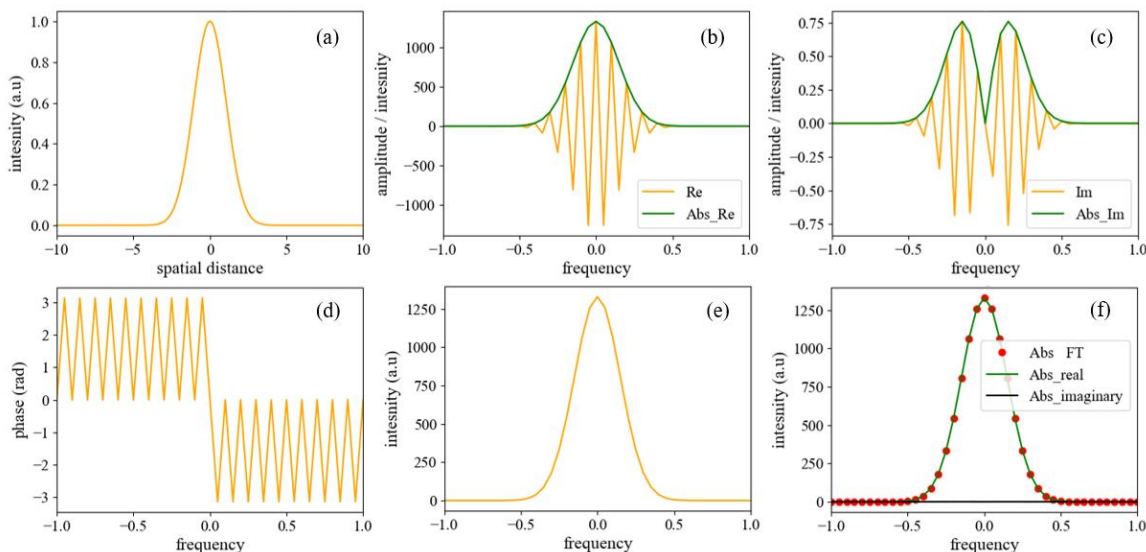 (a)
intesnity (a.u)
1.0
0.8
0.6
0.4
0.2
0.0
−10 −5 0 5 10
spatial distance
(b)
amplitude / intesnity
1000
500
0
−500
−1000
Re
Abs_Re
−1.0 −0.5 0.0 0.5 1.0
frequency
(c)
amplitude / intesnity
0.75
0.50
0.25
0.00
−0.25
−0.50
−0.75
Im
Abs_Im
−1.0 −0.5 0.0 0.5 1.0
frequency
(d)
phase (rad)
3
2
1
0
−1
−2
−3
−1.0 −0.5 0.0 0.5 1.0
frequency
(e)
intesnity (a.u)
1250
1000
750
500
250
0
−1.0 −0.5 0.0 0.5 1.0
frequency
(f)
intesnity (a.u)
1250
1000
750
500
250
0
Abs FT
Abs_real
Abs_imaginary
−1.0 −0.5 0.0 0.5 1.0
frequency